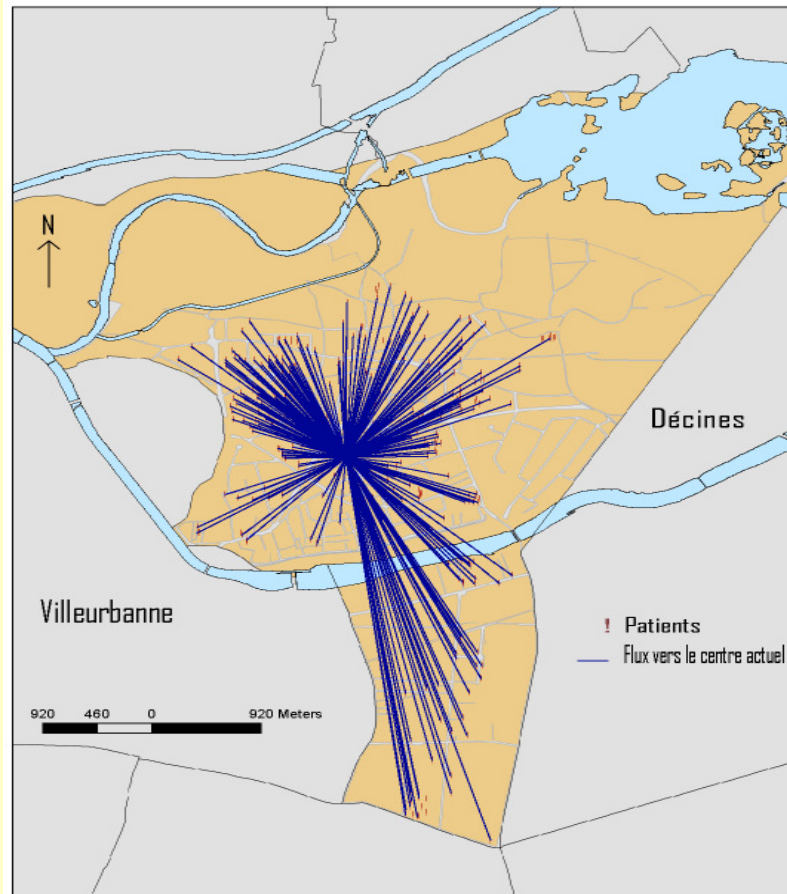 N
Décines
Villeurbanne
Patients
Flux vers le centre actuel
920 460 0 920 Meters